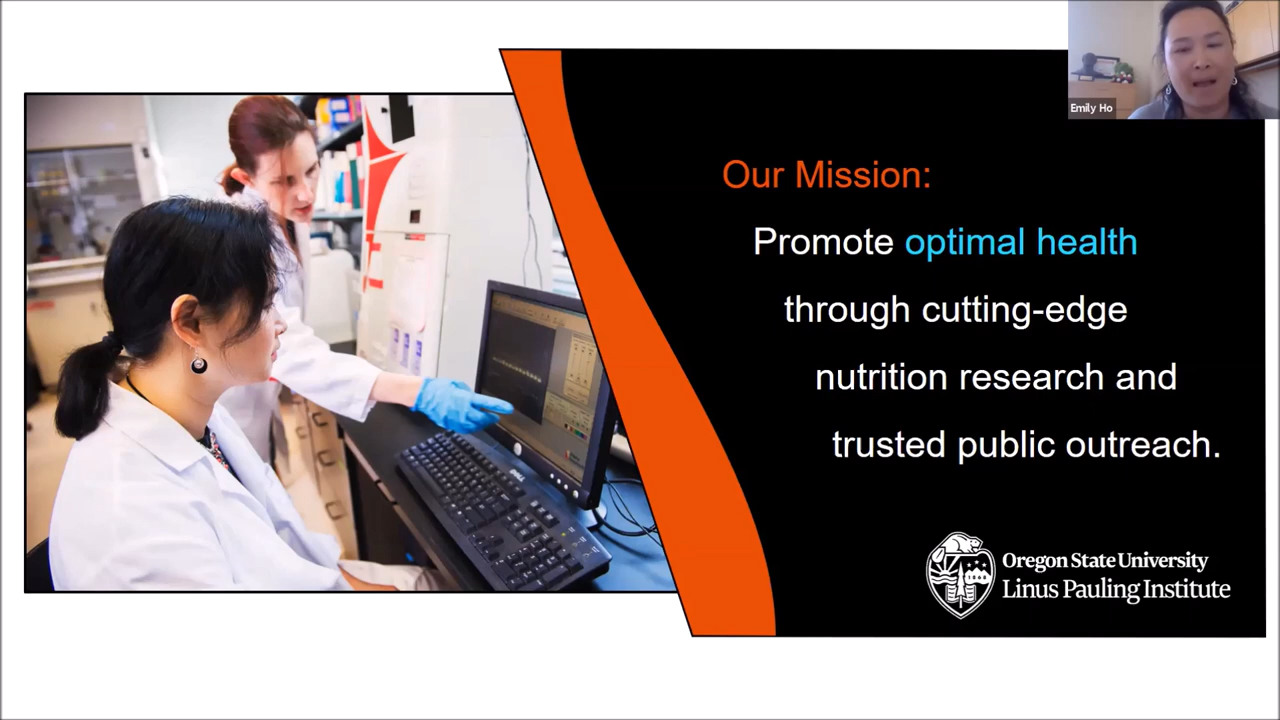 Emily Ho
Our Mission:
Promote optimal health
through cutting-edge
nutrition research and
trusted public outreach.
Oregon State University
Linus Pauling Institute